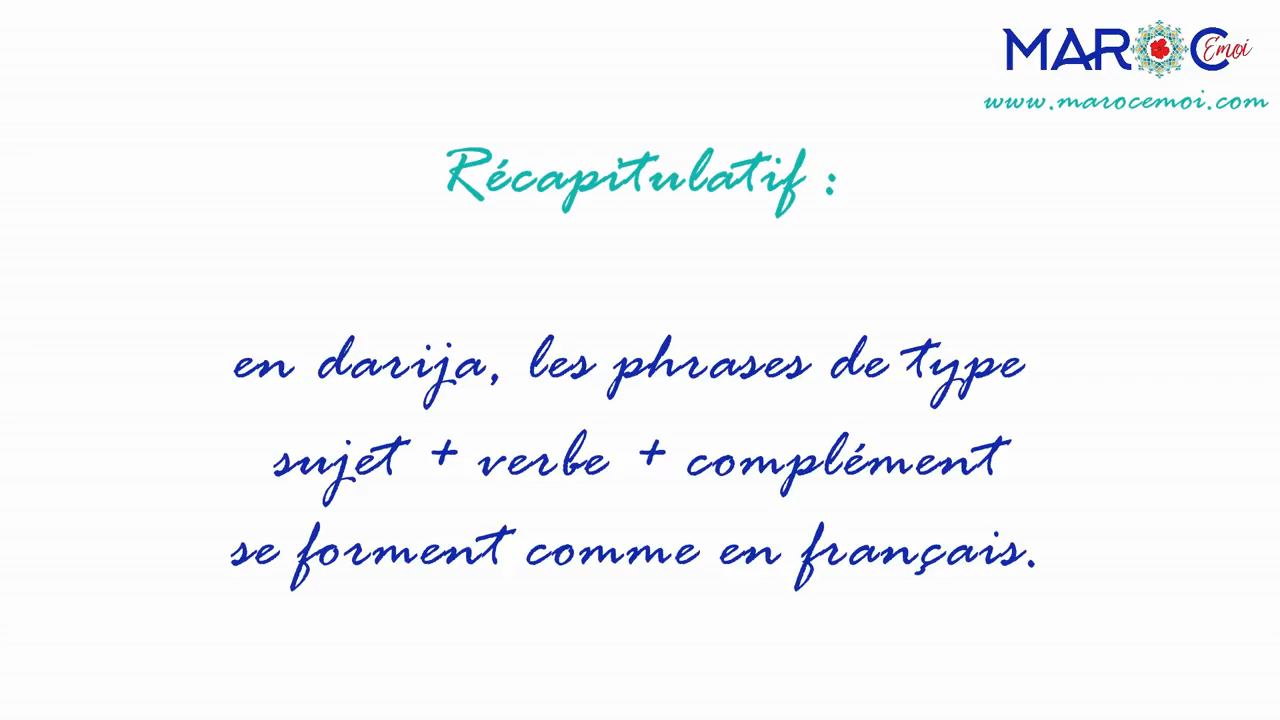 MAROC Émoi
www.marocemoi.com
Récapitulatif :
en darija, les phrases de type
sujet + verbe + complément
se forment comme en français.